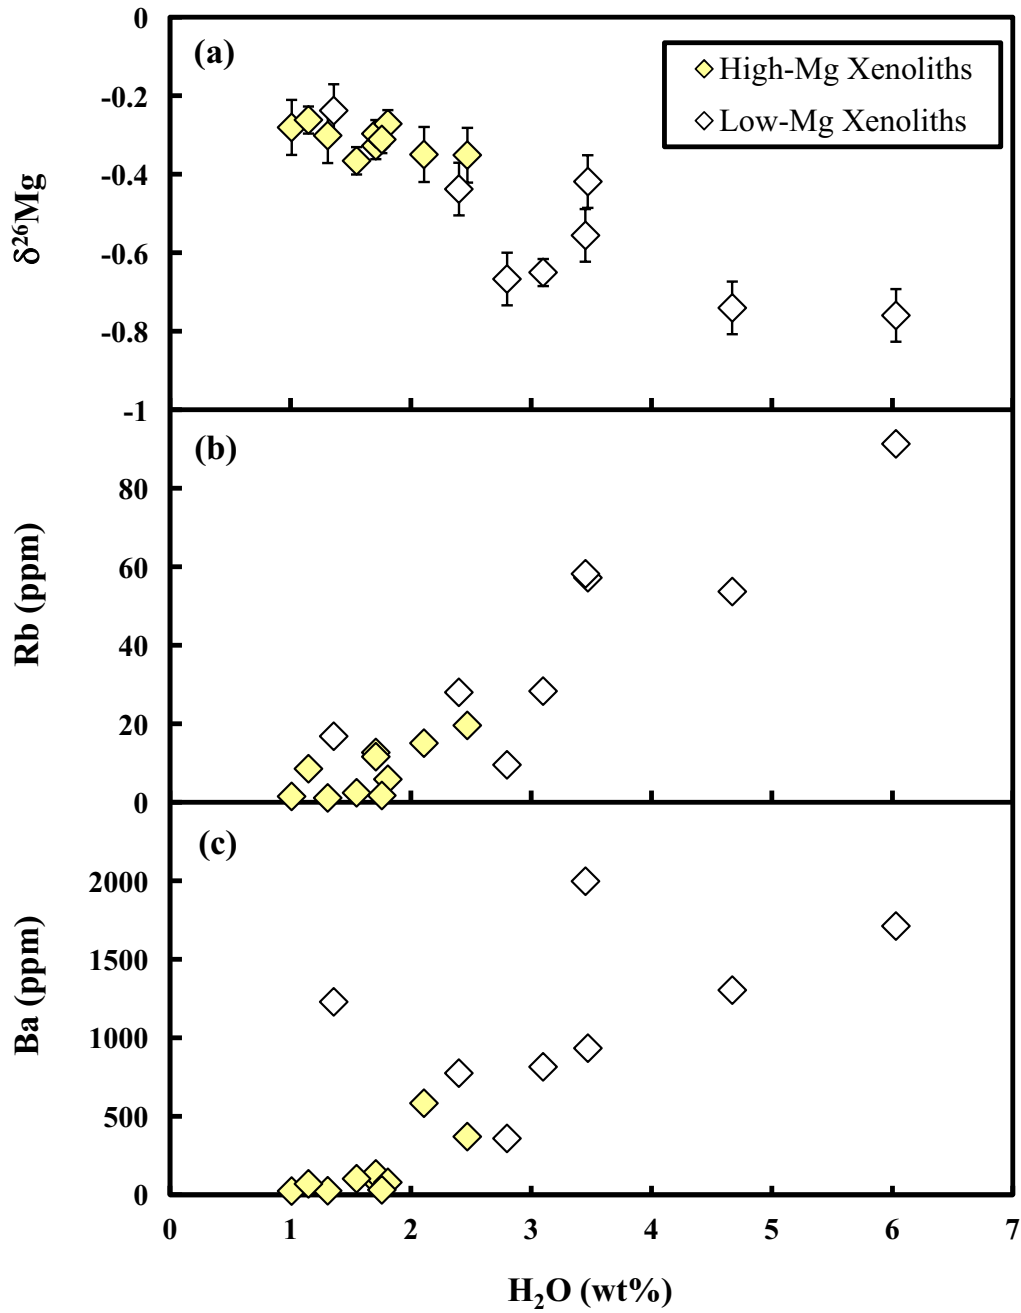 0
(a)
High-Mg Xenoliths
Low-Mg Xenoliths
-0.2
-0.4
-0.6
-0.8
-1
δ²⁶Mg
(b)
80
60
40
20
0
Rb (ppm)
(c)
2000
1500
1000
500
0
Ba (ppm)
0 1 2 3 4 5 6 7
H₂O (wt%)